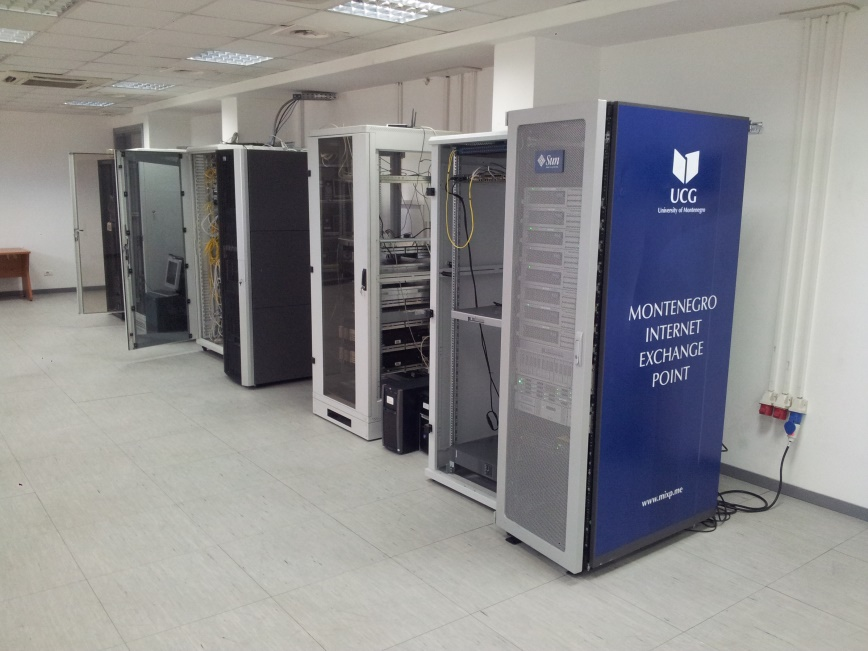 Sun
UCG
University of Montenegro
MONTENEGRO
INTERNET
EXCHANGE
POINT
www.mixp.me